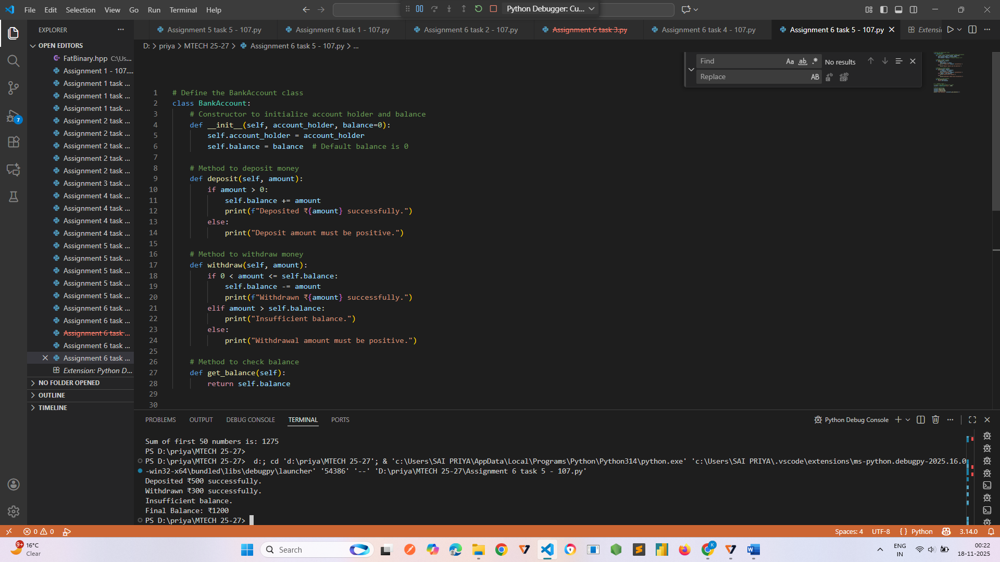 File Edit Selection View Go Run Terminal Help
Python Debugger: Cu...
EXPLORER
Assignment 5 task 5 - 107.py
Assignment 6 task 1 - 107.py
Assignment 6 task 2 - 107.py
Assignment 6 task 3.py
Assignment 6 task 4 - 107.py
Assignment 6 task 5 - 107.py
Extensi
OPEN EDITORS
FatBinary.hpp C:\Us...
Assignment 1 - 107....
Assignment 1 task ...
Assignment 1 task ...
Assignment 1 task ...
Assignment 2 task ...
Assignment 2 task ...
Assignment 2 task ...
Assignment 2 task ...
Assignment 2 task ...
Assignment 3 task ...
Assignment 4 task ...
Assignment 4 task ...
Assignment 4 task ...
Assignment 4 task ...
Assignment 5 task ...
Assignment 5 task ...
Assignment 5 task ...
Assignment 5 task ...
Assignment 5 task ...
Assignment 6 task ...
Assignment 6 task ...
Assignment 6 task ...
Assignment 6 task ...
Assignment 6 task ...
Extension: Python D...
NO FOLDER OPENED
OUTLINE
TIMELINE
7
D: > priya > MTECH 25-27 > Assignment 6 task 5 - 107.py > ...
Find Aa ab .* No results
Replace AB
1 # Define the BankAccount class
2 class BankAccount:
3 # Constructor to initialize account holder and balance
4 def __init__(self, account_holder, balance=0):
5 self.account_holder = account_holder
6 self.balance = balance # Default balance is 0
7
8 # Method to deposit money
9 def deposit(self, amount):
10 if amount > 0:
11 self.balance += amount
12 print(f"Deposited ₹{amount} successfully.")
13 else:
14 print("Deposit amount must be positive.")
15
16 # Method to withdraw money
17 def withdraw(self, amount):
18 if 0 < amount <= self.balance:
19 self.balance -= amount
20 print(f"Withdrawn ₹{amount} successfully.")
21 elif amount > self.balance:
22 print("Insufficient balance.")
23 else:
24 print("Withdrawal amount must be positive.")
25
26 # Method to check balance
27 def get_balance(self):
28 return self.balance
29
30
PROBLEMS OUTPUT DEBUG CONSOLE TERMINAL PORTS
Python Debug Console
Sum of first 50 numbers is: 1275
PS D:\priya\MTECH 25-27>
PS D:\priya\MTECH 25-27> d:; cd 'd:\priya\MTECH 25-27'; & 'c:\Users\SAI PRIYA\AppData\Local\Programs\Python\Python314\python.exe' 'c:\Users\SAI PRIYA\.vscode\extensions\ms-python.debugpy-2025.16.0
-win32-x64\bundled\libs\debugpy\launcher' '54386' '--' 'D:\priya\MTECH 25-27\Assignment 6 task 5 - 107.py'
Deposited ₹500 successfully.
Withdrawn ₹300 successfully.
Insufficient balance.
Final Balance: ₹1200
PS D:\priya\MTECH 25-27>
0 0
Spaces: 4 UTF-8 { } Python 3.14.0
9+ 16°C
Clear
Search
K
ENG
IN
00:22
18-11-2025